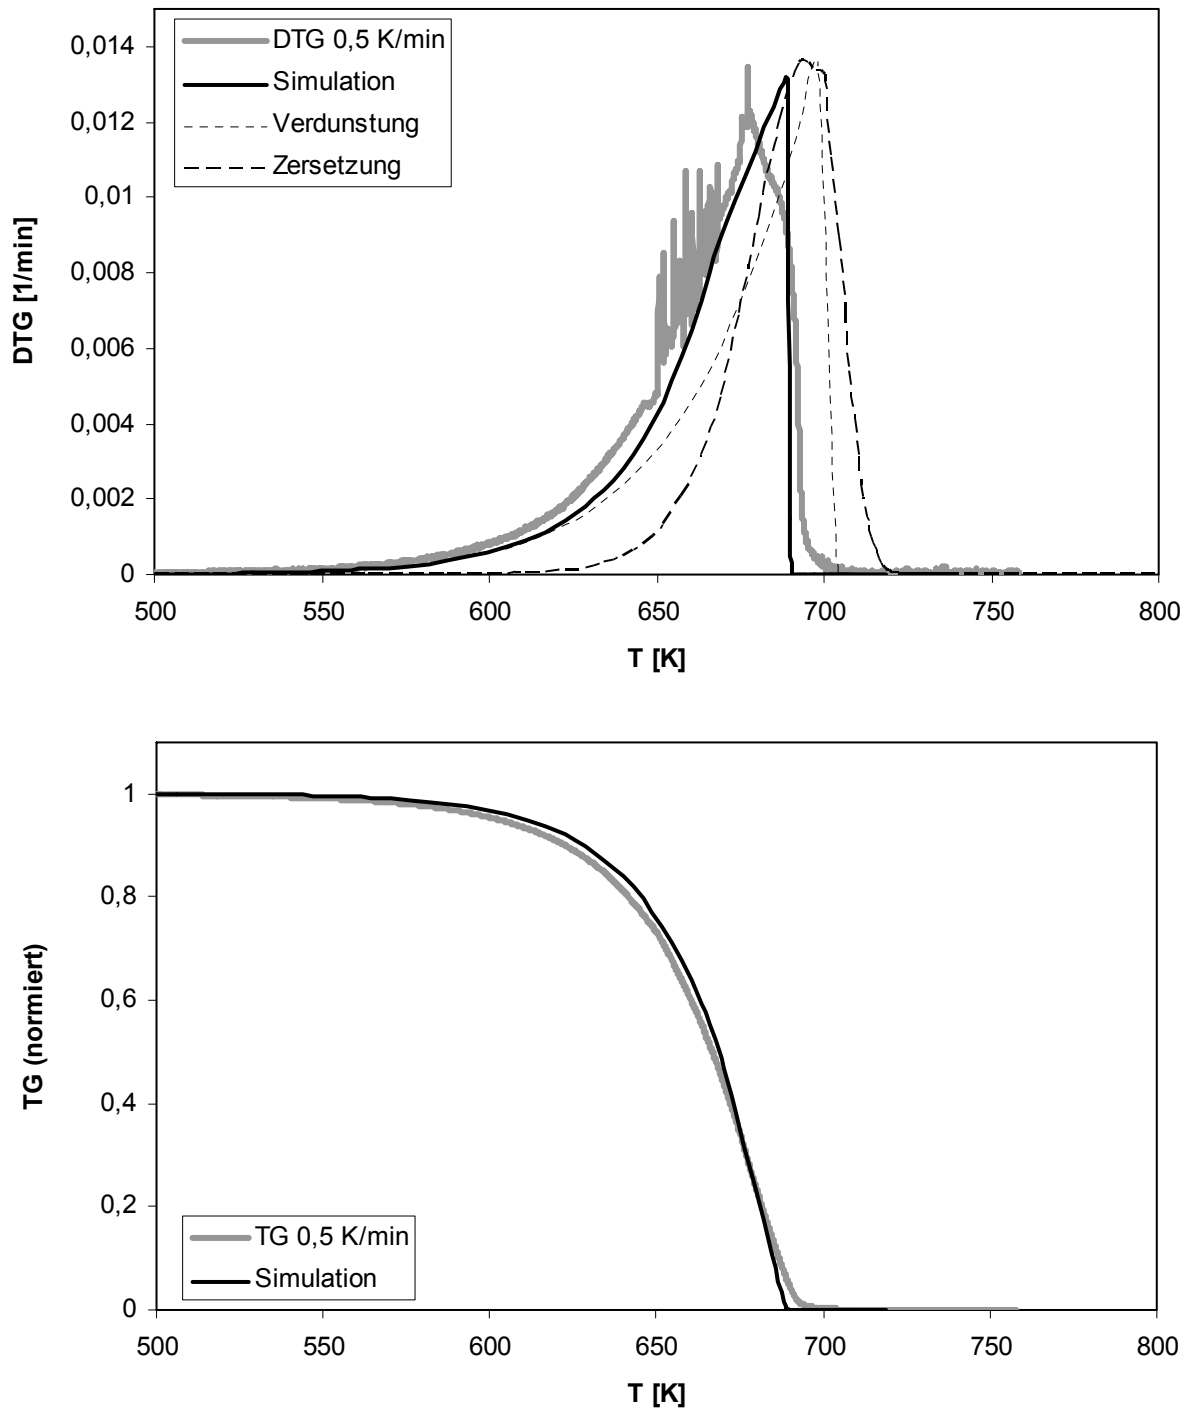 DTG [1/min]
0,014
0,012
0,01
0,008
0,006
0,004
0,002
0
DTG 0,5 K/min
Simulation
Verdunstung
Zersetzung
500 550 600 650 700 750 800
T [K]
TG (normiert)
1
0,8
0,6
0,4
0,2
0
TG 0,5 K/min
Simulation
500 550 600 650 700 750 800
T [K]